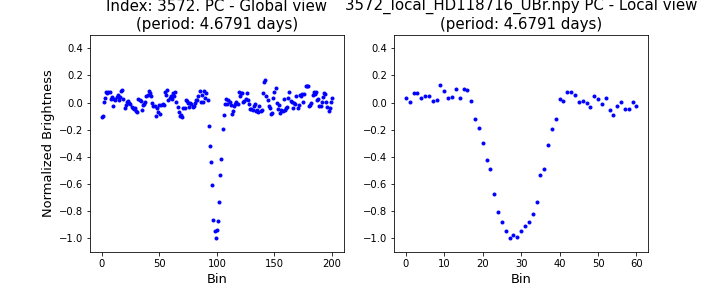 Index: 3572. PC - Global view
(period: 4.6791 days)
3572_local_HD118716_UBr.npy PC - Local view
(period: 4.6791 days)
Normalized Brightness
0.4
0.2
0.0
−0.2
−0.4
−0.6
−0.8
−1.0
0 50 100 150 200
Bin
0.4
0.2
0.0
−0.2
−0.4
−0.6
−0.8
−1.0
0 20 40 60
Bin